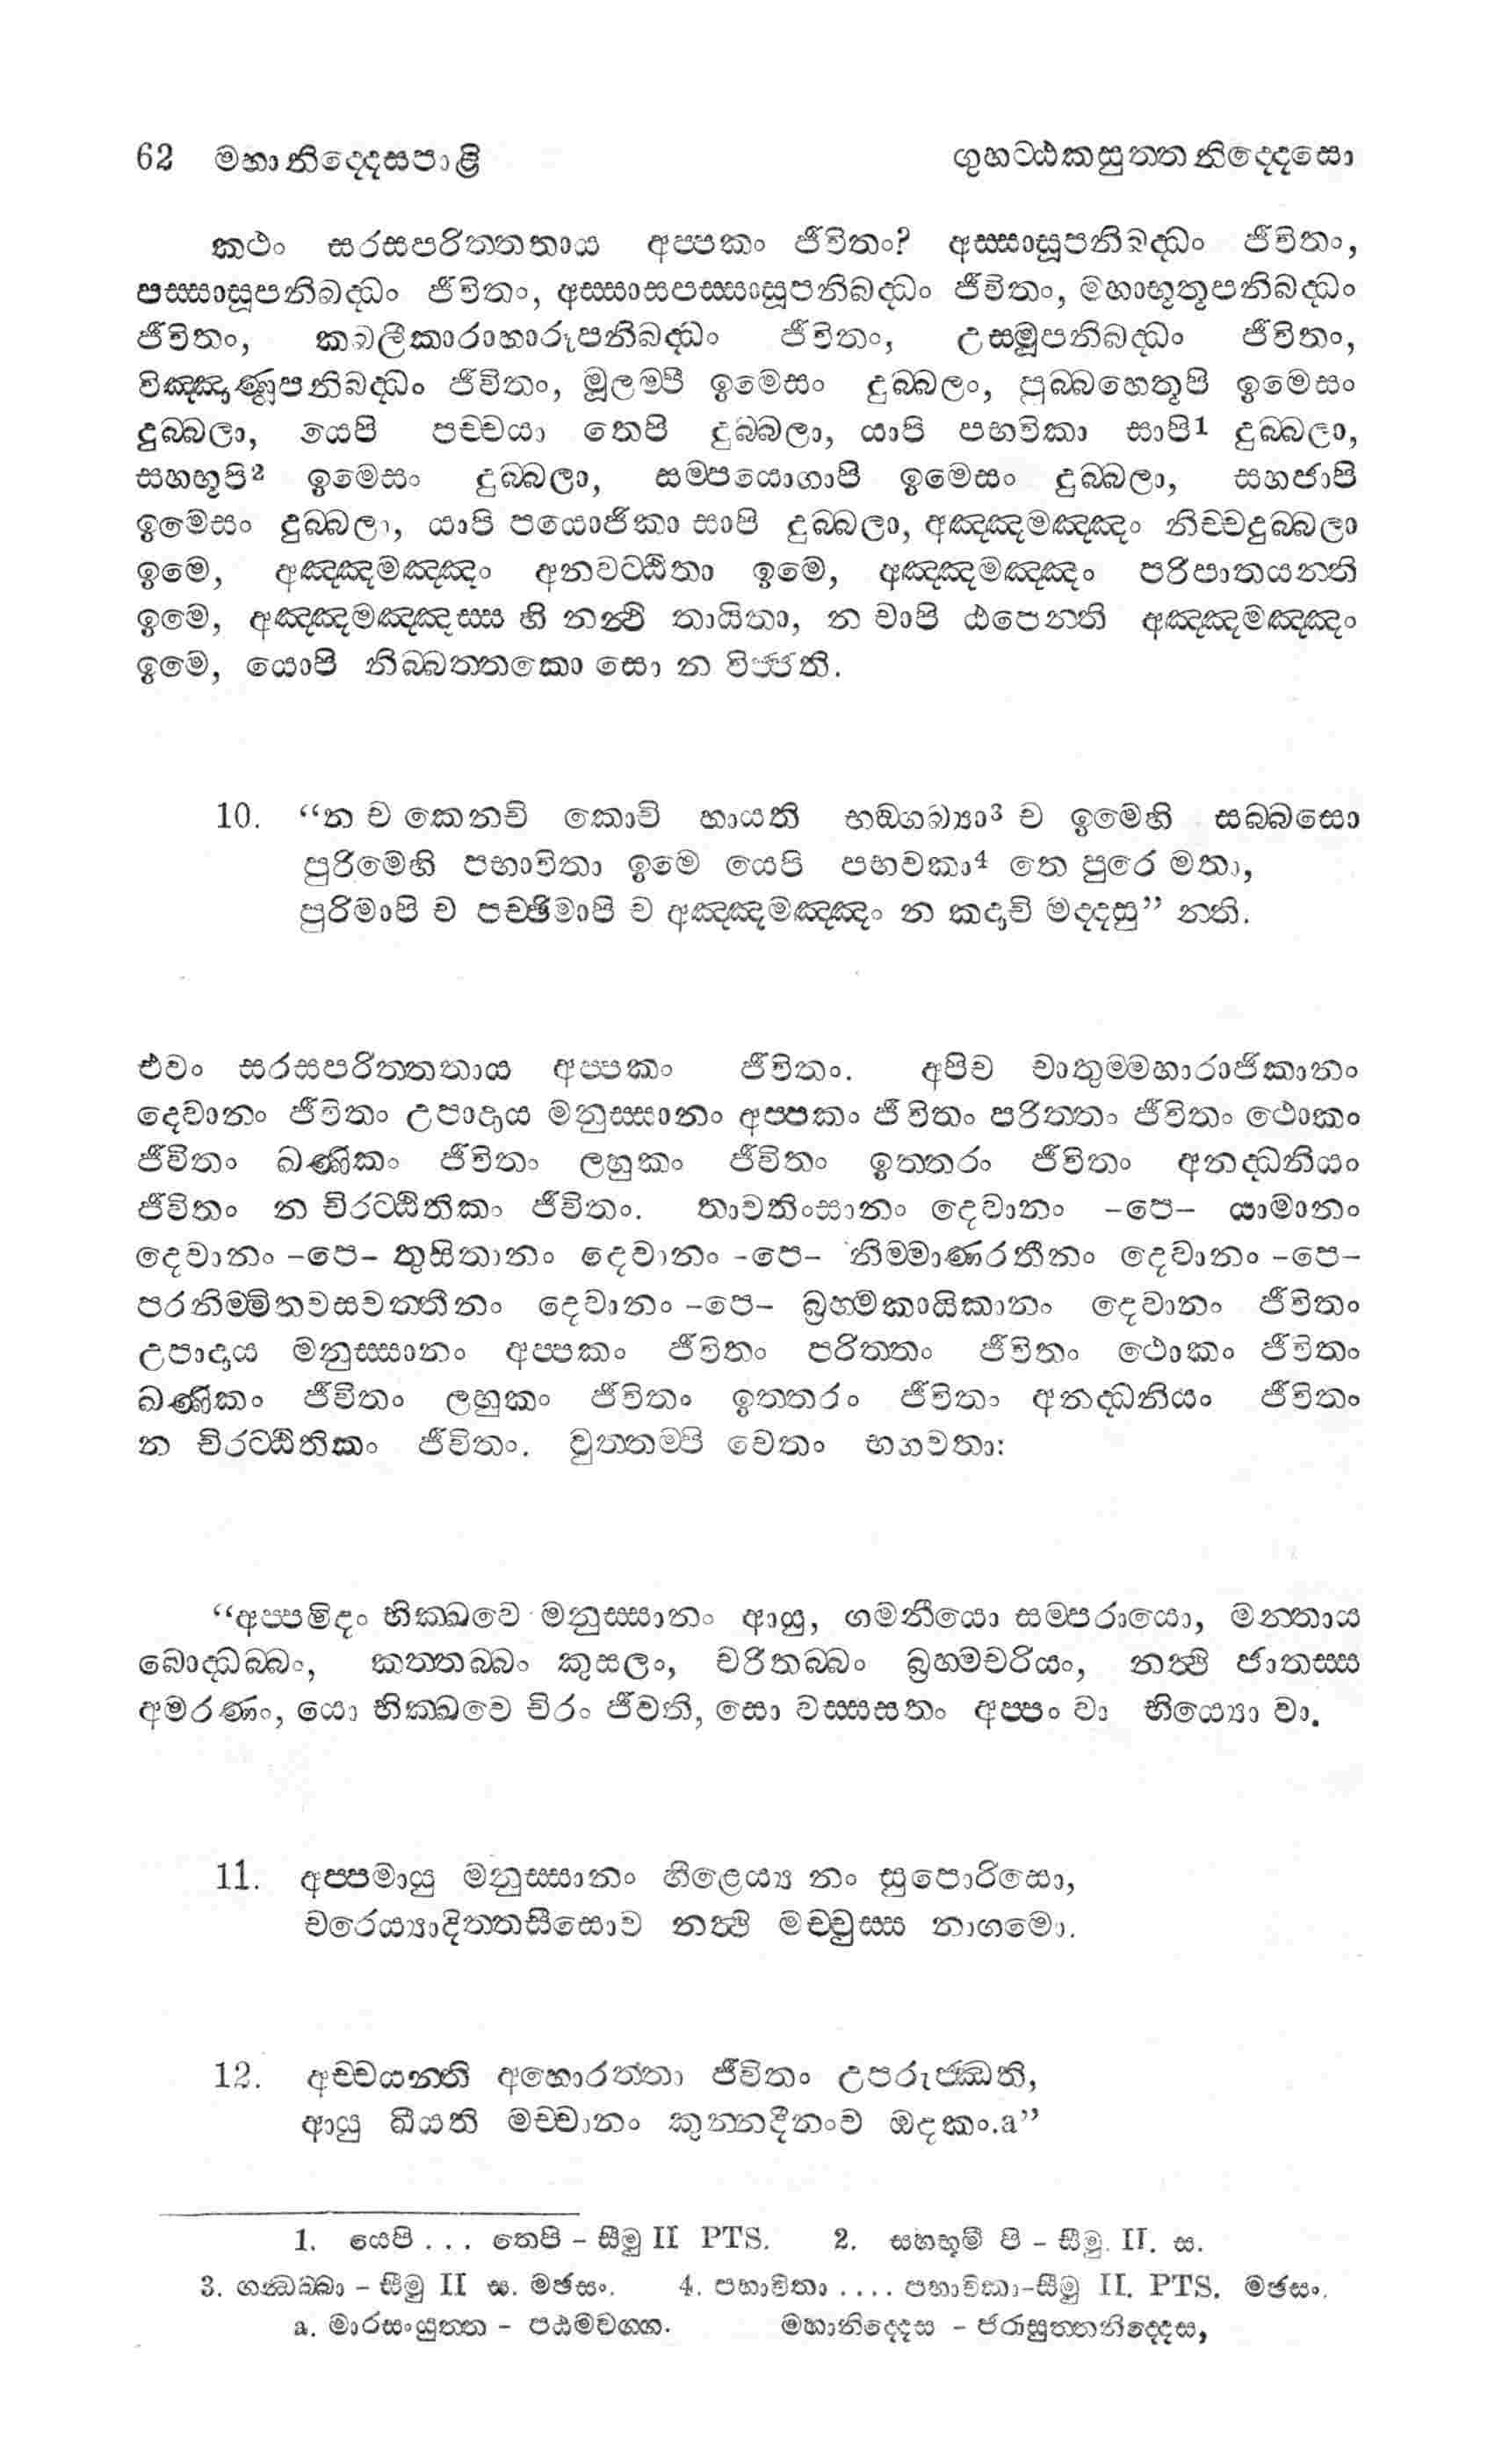 62 මහානිද්දෙසපාළි
ගුහට්ඨකසුත්තනිද්දෙසො
කථං සරසපරිත්තතාය අප්පකං ජීවිතං? අස්සාසූපනිබද්ධං ජීවිතං,
පස්සාසූපනිබද්ධං ජීවිතං, අස්සාසපස්සාසූපනිබද්ධං ජීවිතං, මහාභූතූපනිබද්ධං
ජීවිතං, කබලීකාරාහාරූපනිබද්ධං ජීවිතං, උස්මූපනිබද්ධං ජීවිතං,
විඤ්ඤාණූපනිබද්ධං ජීවිතං, මූලම්පි ඉමෙසං දුබ්බලං, පුබ්බහෙතූපි ඉමෙසං
දුබ්බලා, යෙපි පච්චයා තෙපි දුබ්බලා, යාපි පභවිකා සාපි1 දුබ්බලා,
සහභූපි2 ඉමෙසං දුබ්බලා, සම්පයොගාපි ඉමෙසං දුබ්බලා, සහජාපි
ඉමෙසං දුබ්බලා, යාපි පයොජිකා සාපි දුබ්බලා, අඤ්ඤමඤ්ඤං නිච්චදුබ්බලා
ඉමෙ, අඤ්ඤමඤ්ඤං අනවට්ඨිතා ඉමෙ, අඤ්ඤමඤ්ඤං පරිපාතයන්ති
ඉමෙ, අඤ්ඤමඤ්ඤස්ස හි නත්ථි තායිතා, න චාපි ඨපෙන්ති අඤ්ඤමඤ්ඤං
ඉමෙ, යොපි නිබ්බත්තකො සො න විජ්ජති.
10. “න ච කෙනචි කොචි හායති භඞ්ගබ්‍යා3 ච ඉමෙහි සබ්බසො
පුරිමෙහි පභාවිතා ඉමෙ යෙපි පභවකා4 තෙ පුරෙ මතා,
පුරිමාපි ච පච්ඡිමාපි ච අඤ්ඤමඤ්ඤං න කදාචි මද්දසු” න්ති.
එවං සරසපරිත්තතාය අප්පකං ජීවිතං. අපිච චාතුම්මහාරාජිකානං
දෙවානං ජීවිතං උපාදාය මනුස්සානං අප්පකං ජීවිතං පරිත්තං ජීවිතං ථොකං
ජීවිතං ඛණිකං ජීවිතං ලහුකං ජීවිතං ඉත්තරං ජීවිතං අනද්ධනියං
ජීවිතං න චිරට්ඨිතිකං ජීවිතං. තාවතිංසානං දෙවානං –පෙ– යාමානං
දෙවානං –පෙ– තුසිතානං දෙවානං –පෙ– නිම්මාණරතීනං දෙවානං –පෙ–
පරනිම්මිතවසවත්තීනං දෙවානං –පෙ– බ්‍රහ්මකායිකානං දෙවානං ජීවිතං
උපාදාය මනුස්සානං අප්පකං ජීවිතං පරිත්තං ජීවිතං ථොකං ජීවිතං
ඛණිකං ජීවිතං ලහුකං ජීවිතං ඉත්තරං ජීවිතං අනද්ධනියං ජීවිතං
න චිරට්ඨිතිකං ජීවිතං. වුත්තම්පි චෙතං භගවතා:
“අප්පමිදං භික්ඛවෙ මනුස්සානං ආයු, ගමනීයො සම්පරායො, මන්තාය
බොද්ධබ්බං, කත්තබ්බං කුසලං, චරිතබ්බං බ්‍රහ්මචරියං, නත්ථි ජාතස්ස
අමරණං, යො භික්ඛවෙ චිරං ජීවති, සො වස්සසතං අප්පං වා භිය්‍යො වා.
11. අප්පමායු මනුස්සානං හිළෙය්‍ය නං සුපොරිසො,
චරෙය්‍යාදිත්තසීසොව නත්ථි මච්චුස්ස නාගමො.
12. අච්චයන්ති අහොරත්තා ජීවිතං උපරුජ්ඣති,
ආයු ඛීයති මච්චානං කුන්නදීනංව ඔදකං.a”
1. යෙපි . . . තෙපි – සීමු II PTS. 2. සහභූමි පි – සීමු. II. ස.
3. ගන්ධබ්බා – සීමු II ස. මඡසං. 4. පභාවිතා . . . . පභාවිකා–සීමු II. PTS. මඡසං.
a. මාරසංයුත්ත – පඨමවග්ග. මහානිද්දෙස – ජරාසුත්තනිද්දෙස,